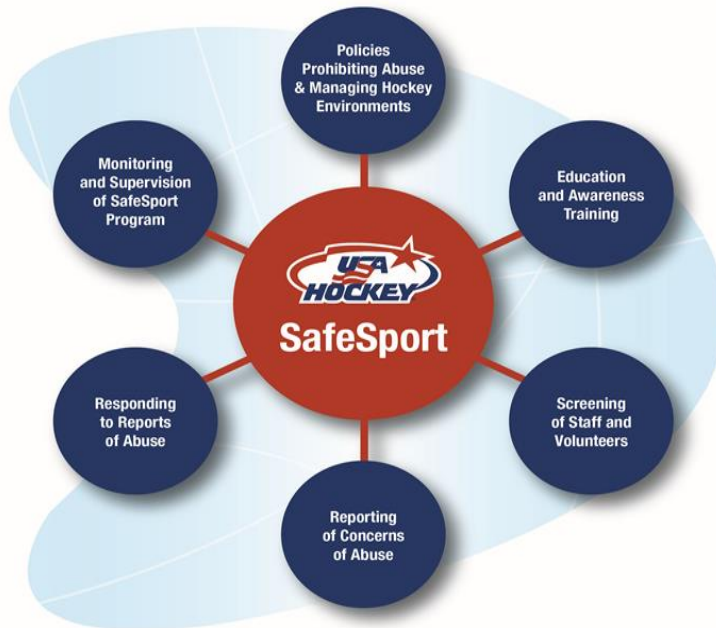 Policies
Prohibiting Abuse
& Managing Hockey
Environments
Monitoring
and Supervision
of SafeSport
Program
Education
and Awareness
Training
USA
HOCKEY
SafeSport
Responding
to Reports
of Abuse
Screening
of Staff and
Volunteers
Reporting
of Concerns
of Abuse